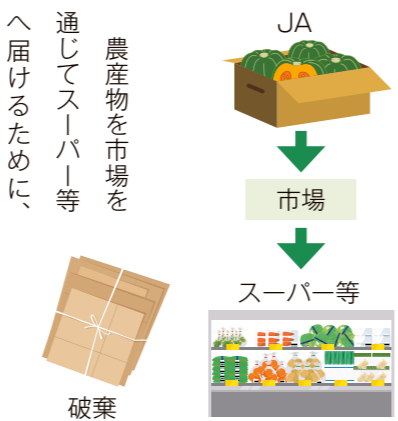 農産物を市場を
通じてスーパー等
へ届けるために、
JA
市場
スーパー等
破棄